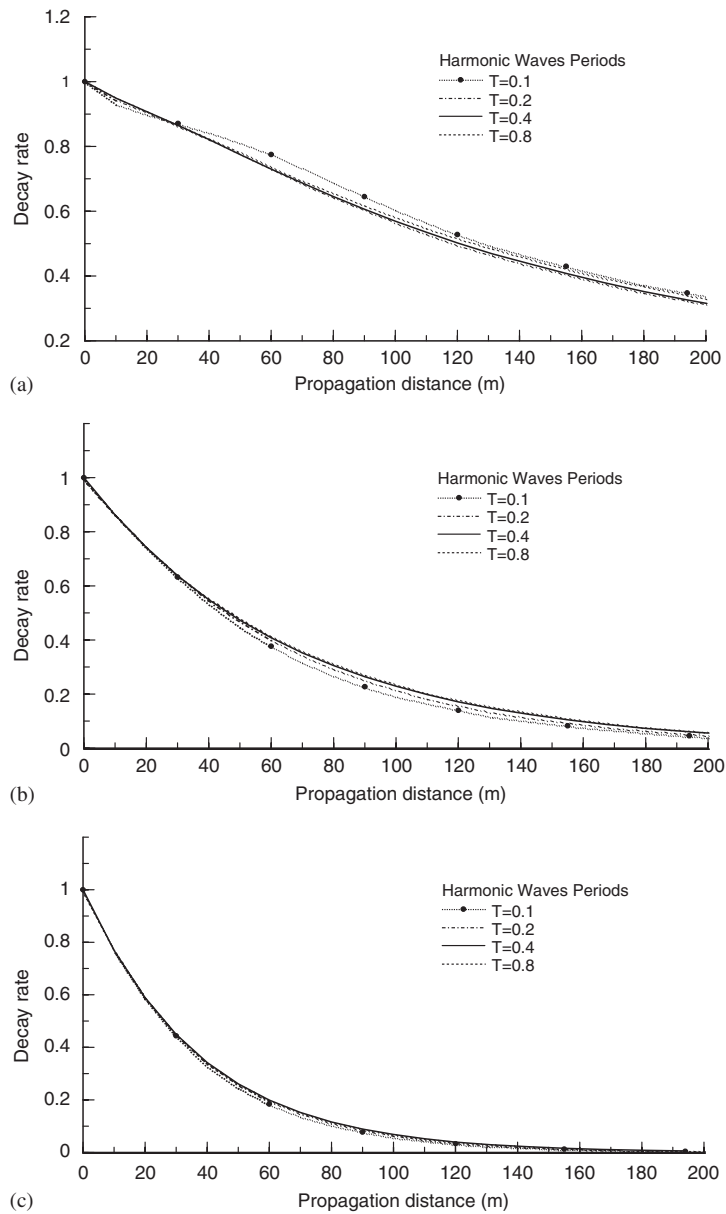 1.2
1
0.8
0.6
0.4
0.2
Decay rate
Harmonic Waves Periods
T=0.1
T=0.2
T=0.4
T=0.8
0 20 40 60 80 100 120 140 160 180 200
Propagation distance (m)
(a)
1
0.8
0.6
0.4
0.2
0
Decay rate
Harmonic Waves Periods
T=0.1
T=0.2
T=0.4
T=0.8
0 20 40 60 80 100 120 140 160 180 200
Propagation distance (m)
(b)
1
0.8
0.6
0.4
0.2
0
Decay rate
Harmonic Waves Periods
T=0.1
T=0.2
T=0.4
T=0.8
0 20 40 60 80 100 120 140 160 180 200
Propagation distance (m)
(c)